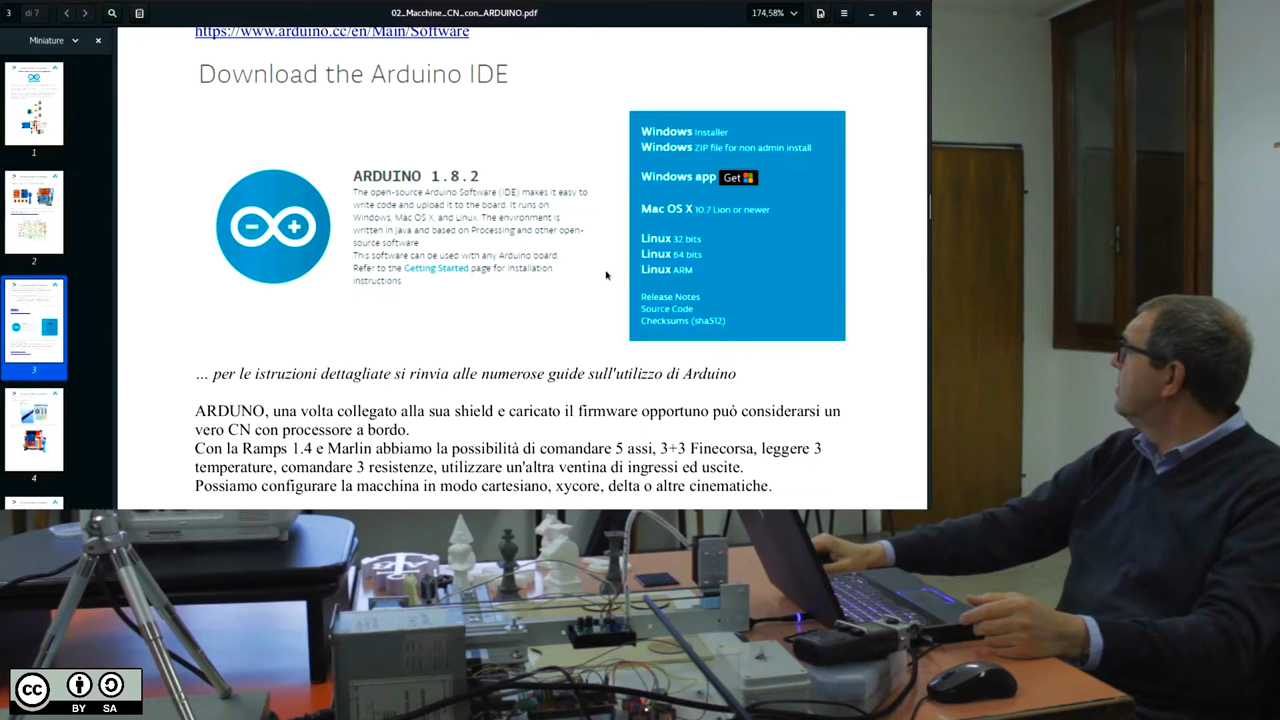 3 di 7
02_Macchine_CN_con_ARDUINO.pdf
174,58%
Miniature
1
2
3
4
https://www.arduino.cc/en/Main/Software
Download the Arduino IDE
ARDUINO 1.8.2
The open-source Arduino Software (IDE) makes it easy to
write code and upload it to the board. It runs on
Windows, Mac OS X, and Linux. The environment is
written in Java and based on Processing and other open-
source software
This software can be used with any Arduino board.
Refer to the Getting Started page for Installation
instructions
Windows Installer
Windows ZIP file for non admin install
Windows app Get
Mac OS X 10.7 Lion or newer
Linux 32 bits
Linux 64 bits
Linux ARM
Release Notes
Source Code
Checksums (sha512)
... per le istruzioni dettagliate si rinvia alle numerose guide sull'utilizzo di Arduino
ARDUNO, una volta collegato alla sua shield e caricato il firmware opportuno può considerarsi un
vero CN con processore a bordo.
Con la Ramps 1.4 e Marlin abbiamo la possibilità di comandare 5 assi, 3+3 Finecorsa, leggere 3
temperature, comandare 3 resistenze, utilizzare un'altra ventina di ingressi ed uscite.
Possiamo configurare la macchina in modo cartesiano, xycore, delta o altre cinematiche.
cc
BY SA